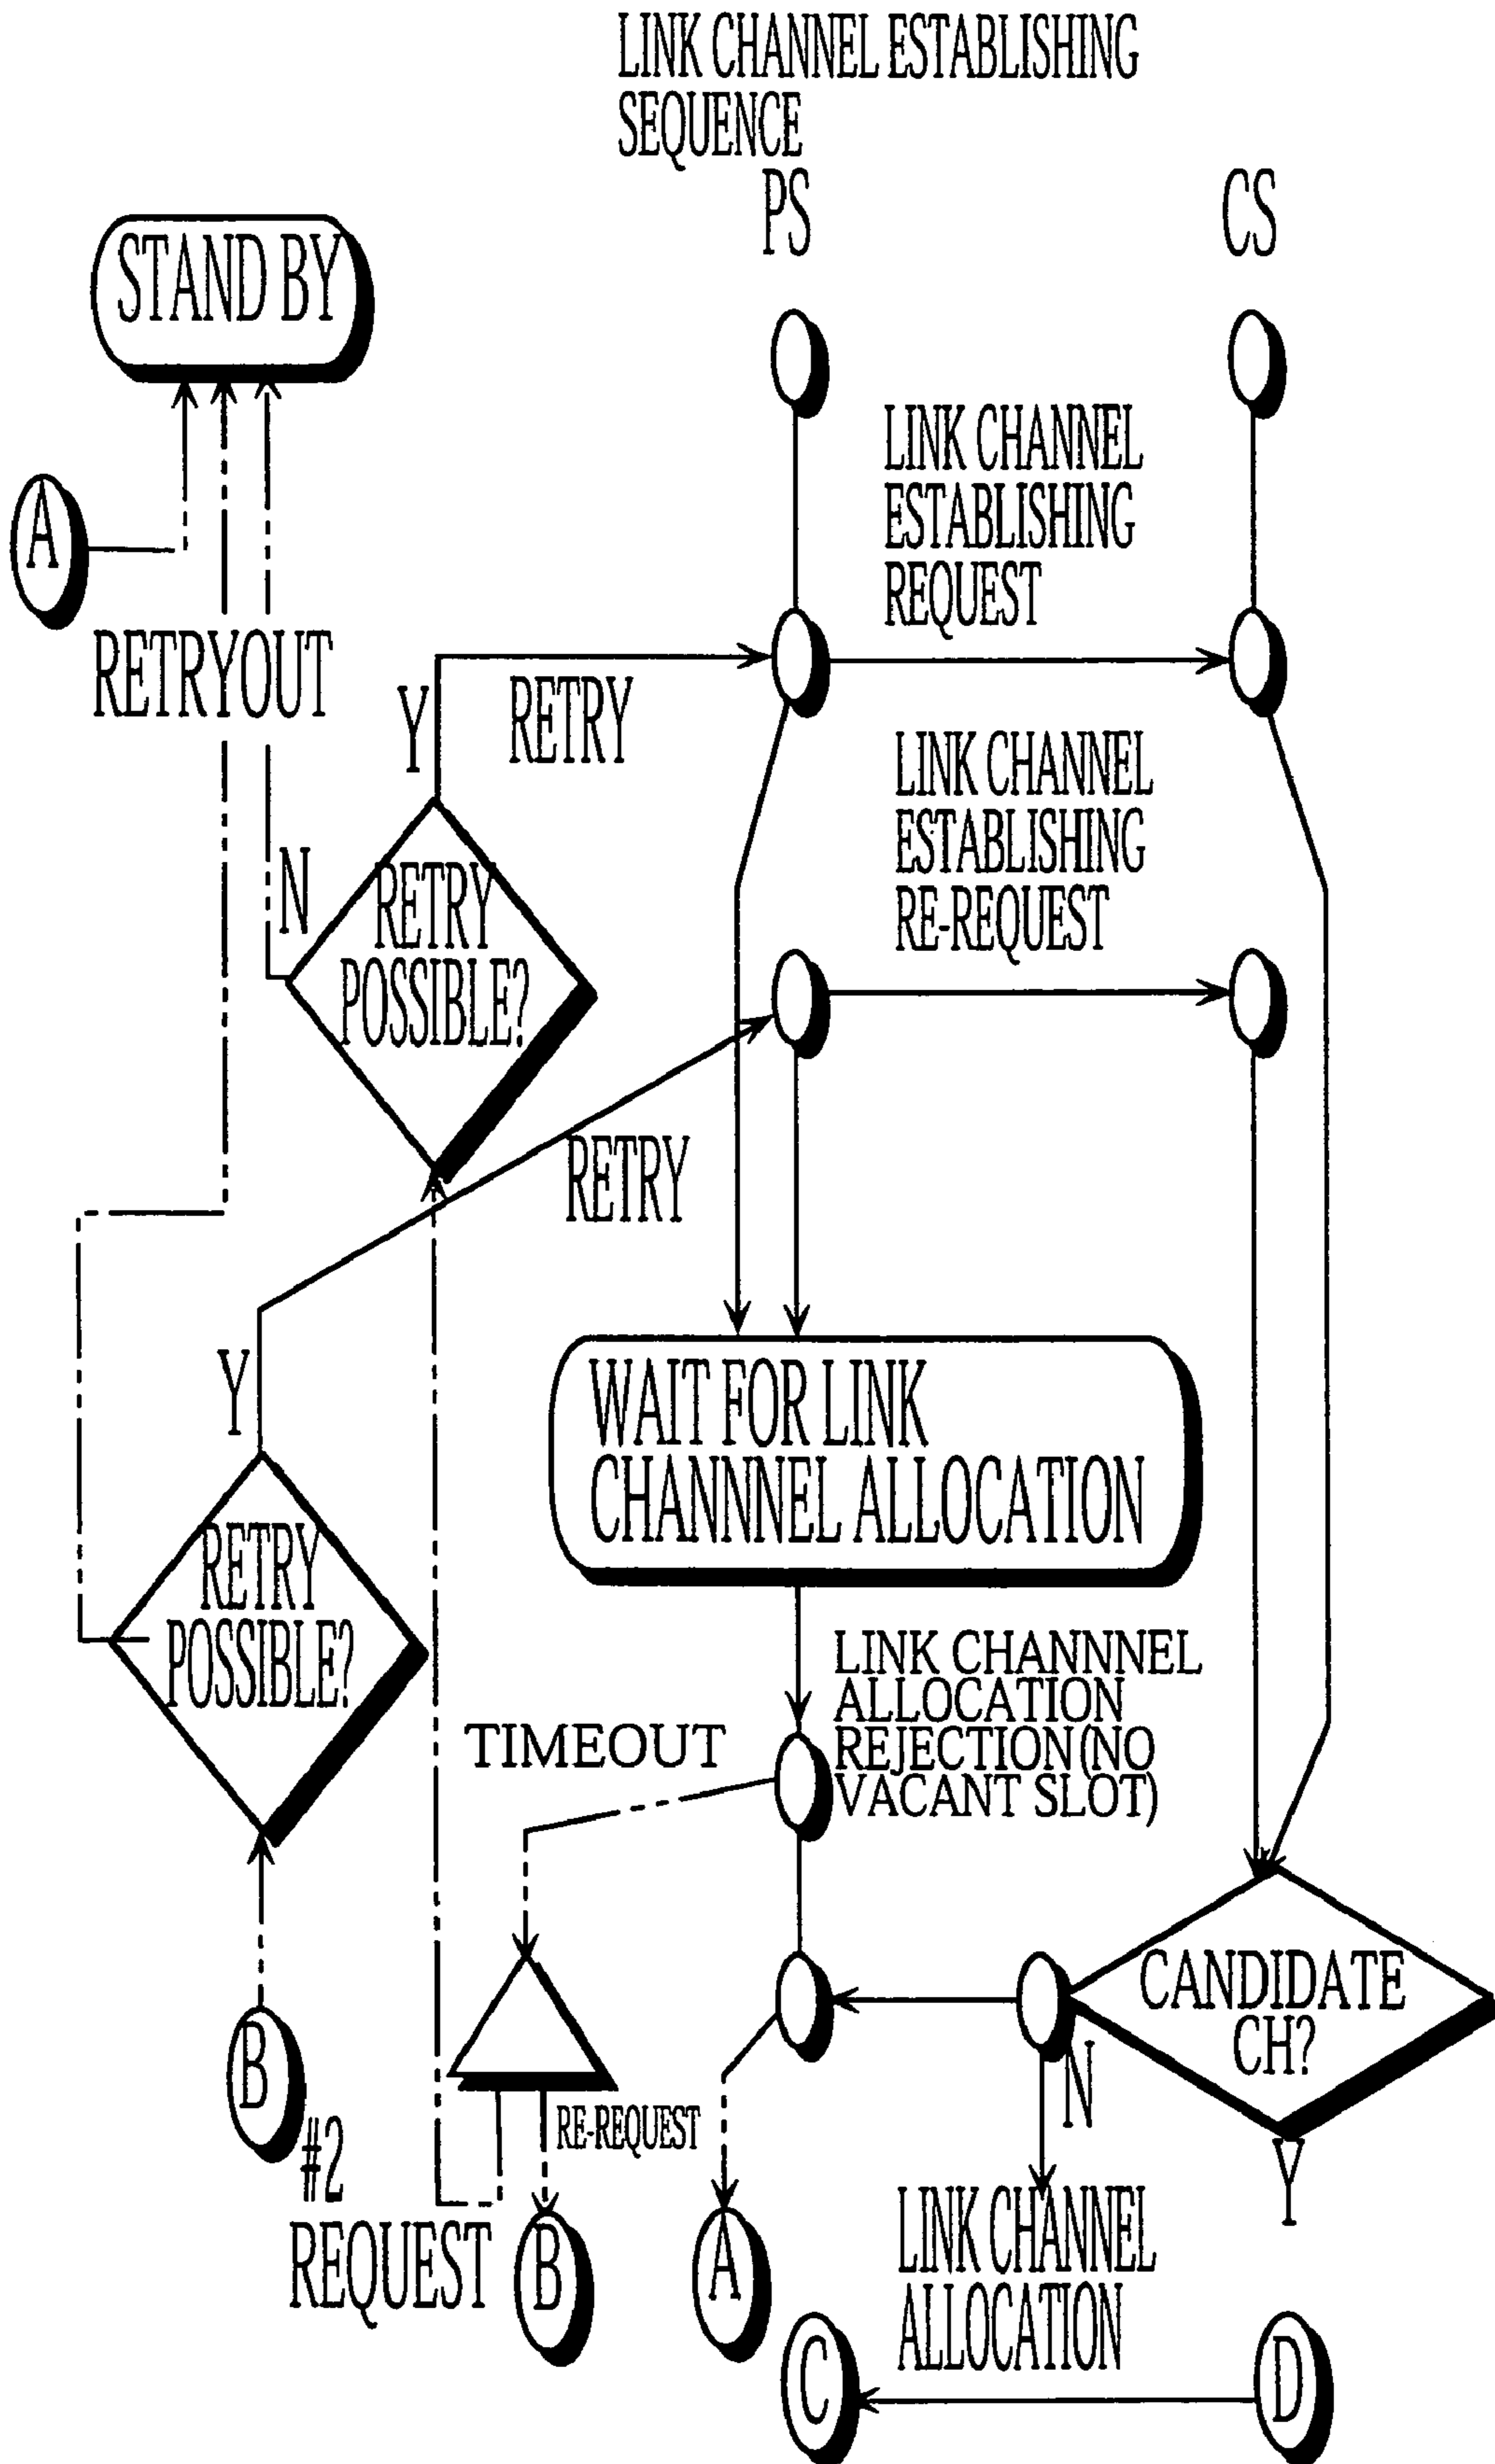 LINK CHANNEL ESTABLISHING
SEQUENCE
PS
CS
STAND BY
LINK CHANNEL
ESTABLISHING
REQUEST
A
RETRYOUT
Y
RETRY
LINK CHANNEL
ESTABLISHING
RE-REQUEST
N
RETRY
POSSIBLE?
RETRY
Y
WAIT FOR LINK
CHANNNEL ALLOCATION
RETRY
POSSIBLE?
LINK CHANNNEL
ALLOCATION
REJECTION(NO
VACANT SLOT)
TIMEOUT
CANDIDATE
CH?
N
B
#2
REQUEST
RE-REQUEST
B
A
Y
LINK CHANNEL
ALLOCATION
C
D